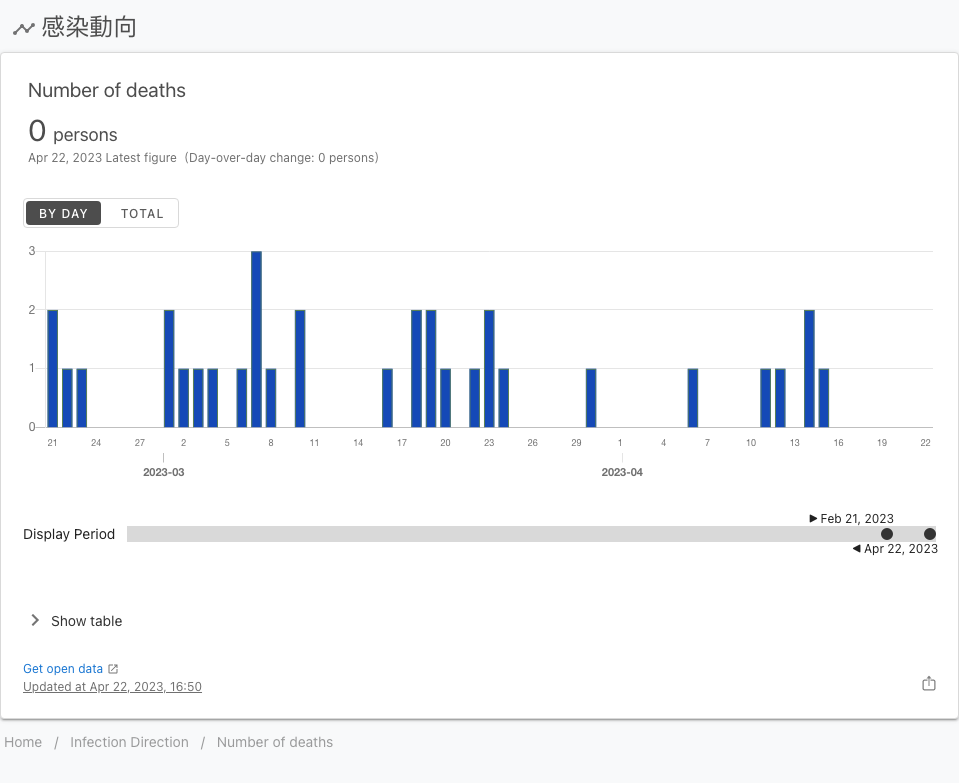 感染動向
Number of deaths
0 persons
Apr 22, 2023 Latest figure (Day-over-day change: 0 persons)
BY DAY TOTAL
3
2
1
0
21 24 27 2 5 8 11 14 17 20 23 26 29 1 4 7 10 13 16 19 22
2023-03 2023-04
▶ Feb 21, 2023
Display Period
◀ Apr 22, 2023
Show table
Get open data
Updated at Apr 22, 2023, 16:50
Home / Infection Direction / Number of deaths